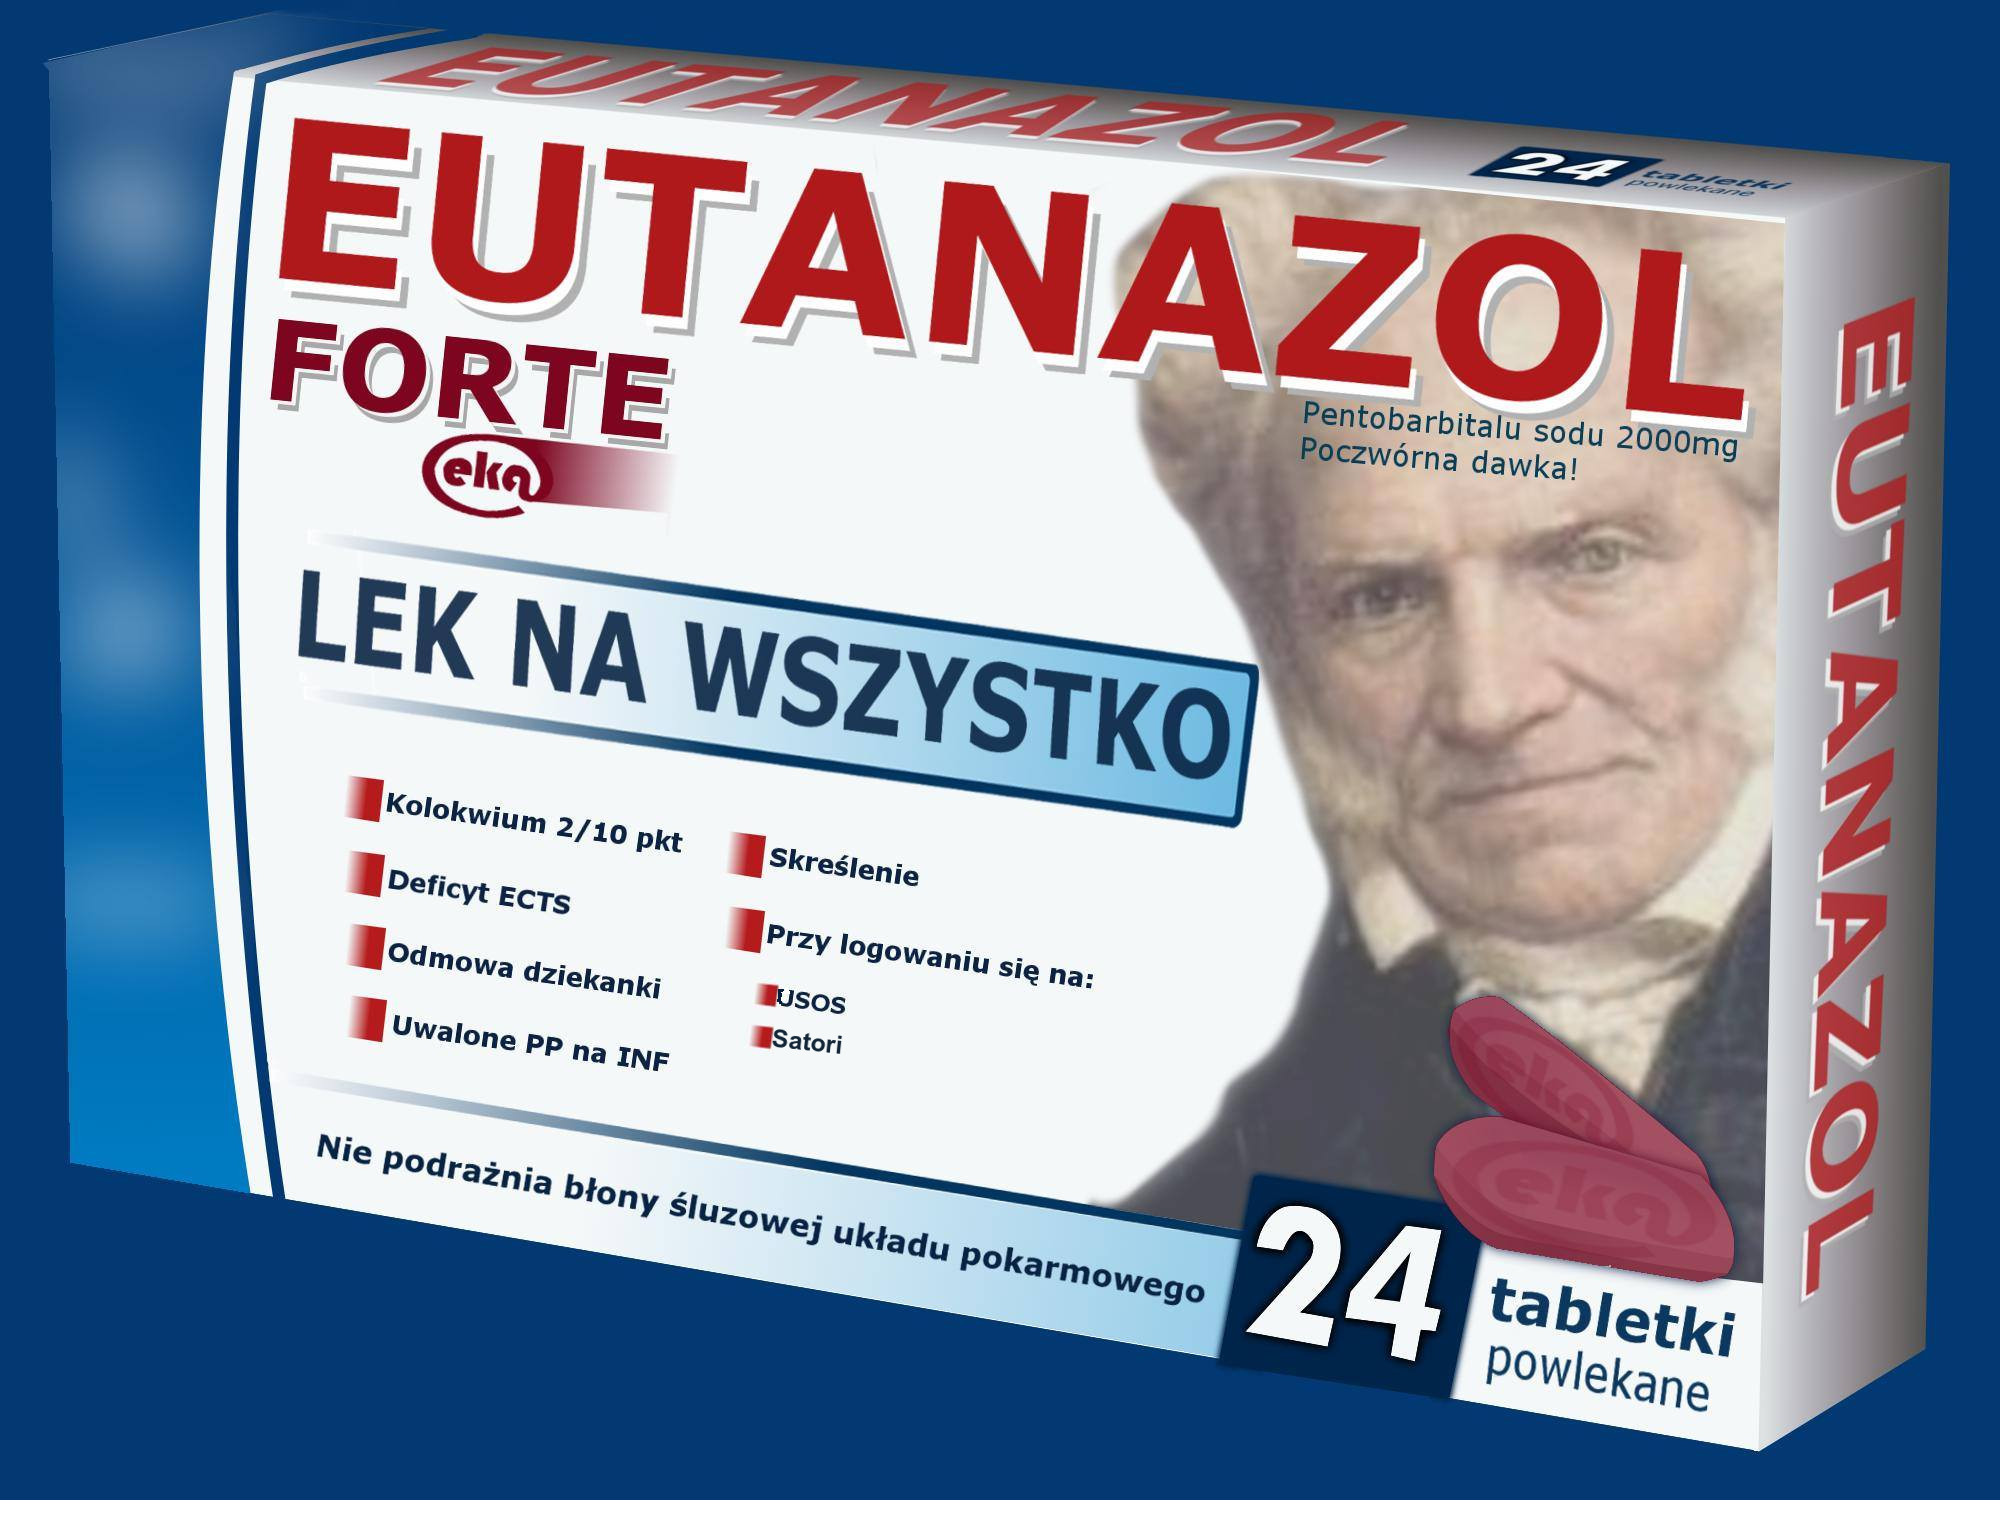 EUTANAZOL
24 tabletki
powlekane
EUTANAZOL
FORTE
eka
Pentobarbitalu sodu 2000mg
Poczwórna dawka!
LEK NA WSZYSTKO
Kolokwium 2/10 pkt
Deficyt ECTS
Odmowa dziekanki
Uwalone PP na INF
Skreślenie
Przy logowaniu się na:
USOS
Satori
Nie podrażnia błony śluzowej układu pokarmowego
eka
eka
24 tabletki
powlekane
EUTANAZOL